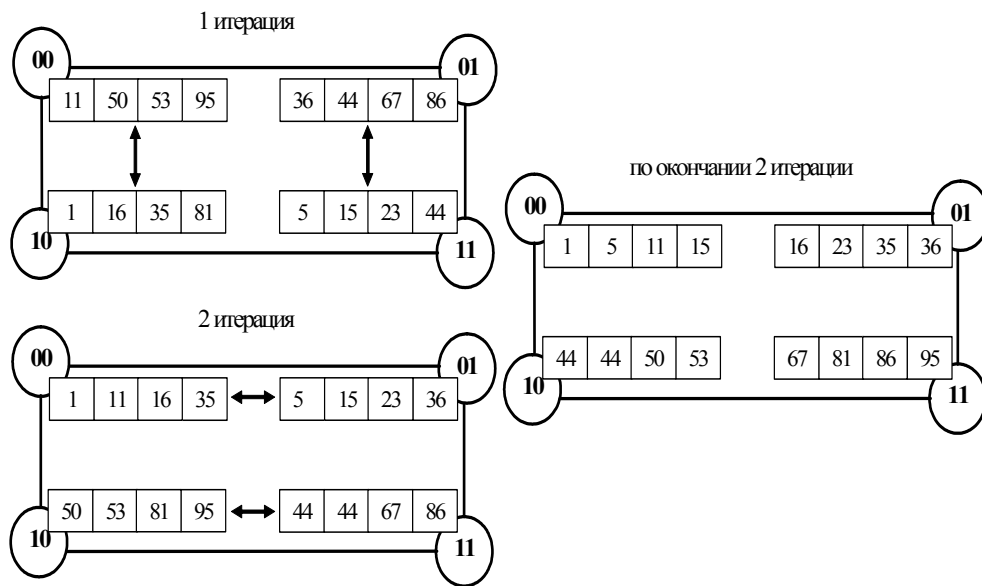 1 итерация
00 01
11 50 53 95 36 44 67 86
1 16 35 81 5 15 23 44
10 11
2 итерация
00 01
1 11 16 35 5 15 23 36
50 53 81 95 44 44 67 86
10 11
по окончании 2 итерации
00 01
1 5 11 15 16 23 35 36
44 44 50 53 67 81 86 95
10 11